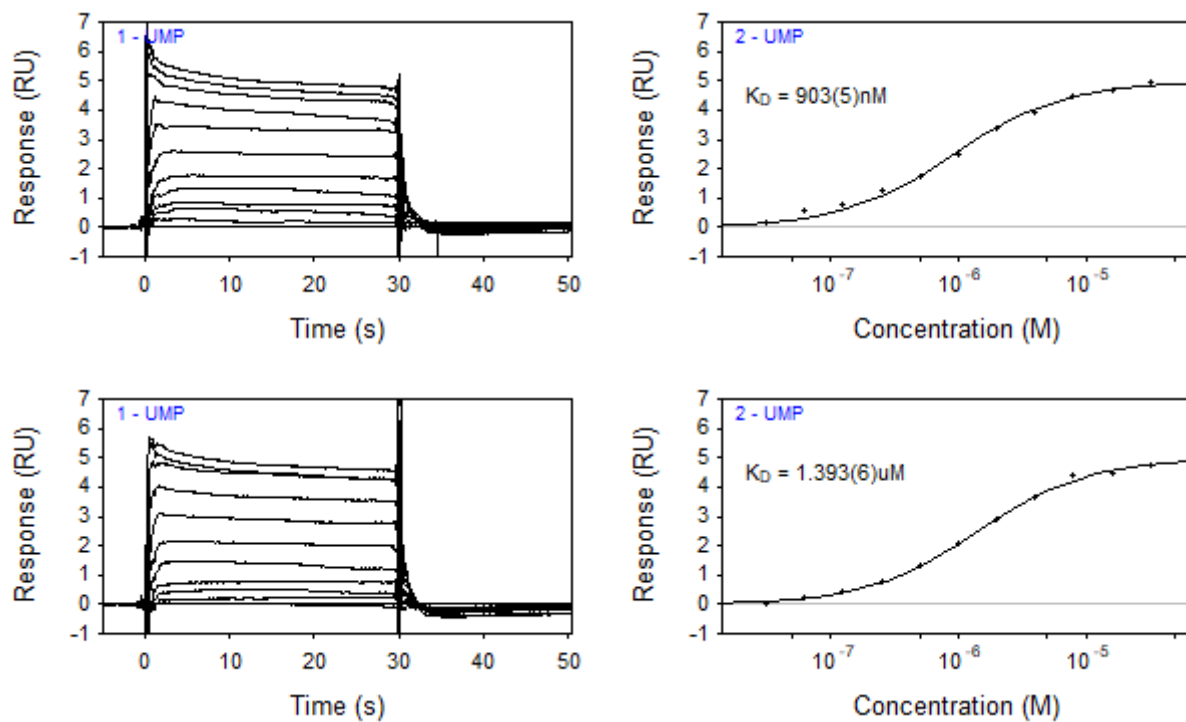 1 - UMP
Response (RU)
7
6
5
4
3
2
1
0
-1
0 10 20 30 40 50
Time (s)
2 - UMP
K_D = 903(5)nM
Response (RU)
7
6
5
4
3
2
1
0
-1
10^-7 10^-6 10^-5
Concentration (M)
1 - UMP
Response (RU)
7
6
5
4
3
2
1
0
-1
0 10 20 30 40 50
Time (s)
2 - UMP
K_D = 1.393(6)uM
Response (RU)
7
6
5
4
3
2
1
0
-1
10^-7 10^-6 10^-5
Concentration (M)